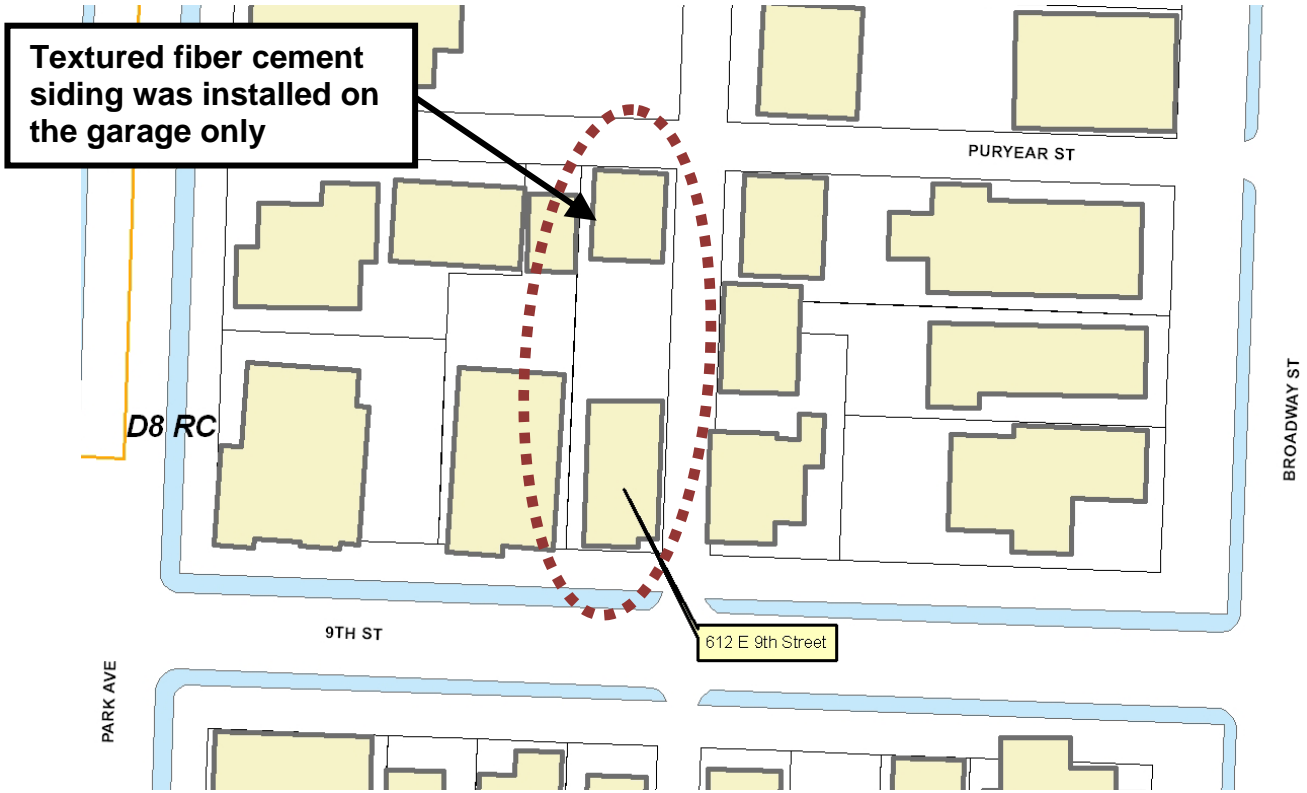 Textured fiber cement
siding was installed on
the garage only
PURYEAR ST
D8 RC
BROADWAY ST
9TH ST
612 E 9th Street
PARK AVE